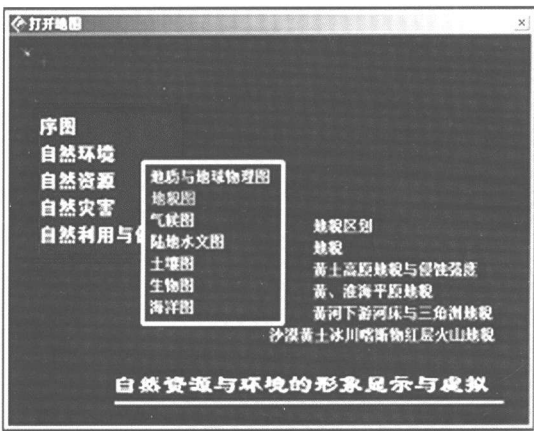 打开地图
序图
自然环境
自然资源
自然灾害
自然利用与
地质与地球物理图
地貌图
气候图
陆地水文图
土壤图
生物图
海洋图
地貌区划
地貌
黄土高原地貌与侵蚀强度
黄、淮海平原地貌
黄河下游河床与三角洲地貌
沙漠黄土冰川喀斯物红层火山地貌
自然资源与环境的形象显示与虚拟